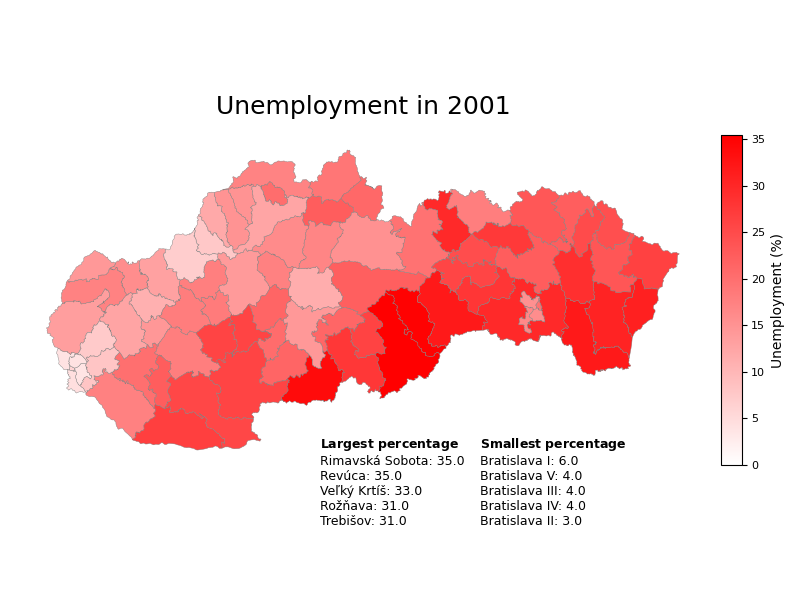 Unemployment in 2001
35
30
25
20
15
10
5
0
Unemployment (%)
Largest percentage
Rimavská Sobota: 35.0
Revúca: 35.0
Veľký Krtíš: 33.0
Rožňava: 31.0
Trebišov: 31.0
Smallest percentage
Bratislava I: 6.0
Bratislava V: 4.0
Bratislava III: 4.0
Bratislava IV: 4.0
Bratislava II: 3.0